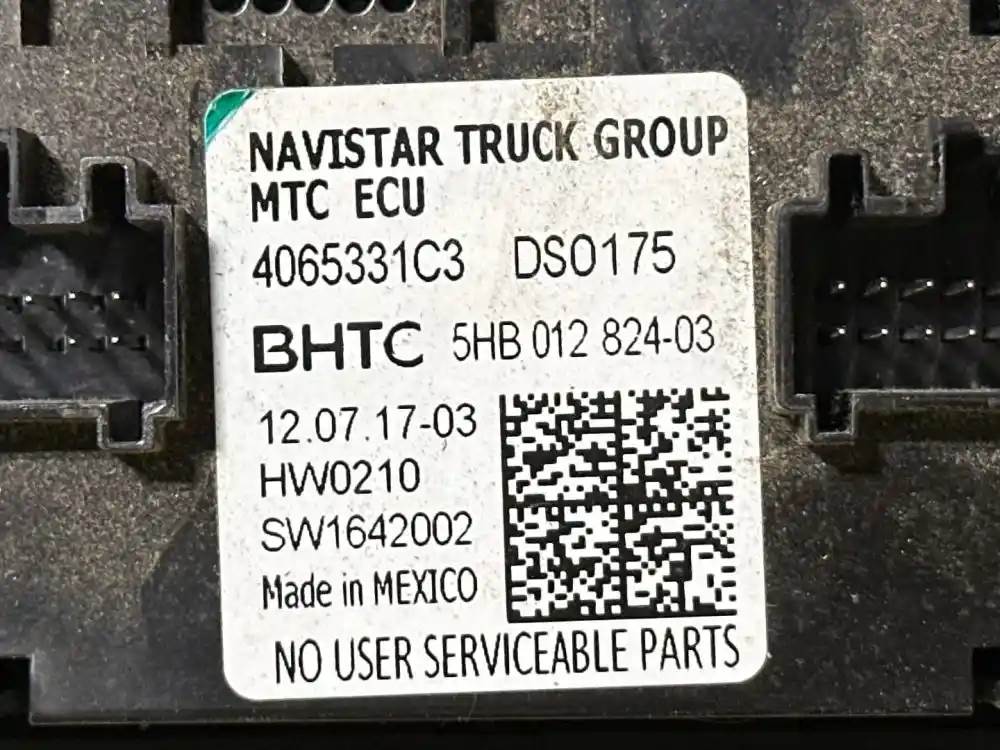 NAVISTAR TRUCK GROUP
MTC ECU
4065331C3 DS0175
BHTC 5HB 012 824-03
12.07.17-03
HW0210
SW1642002
Made in MEXICO
NO USER SERVICEABLE PARTS